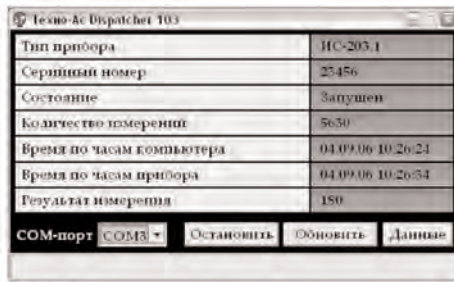 Техно-Ас Dispatcher 103
Тип прибора ИС-203.1
Серийный номер 23456
Состояние Запущен
Количество измерений 5630
Время по часам компьютера 04.09.06 10:26:24
Время по часам прибора 04.09.06 10:26:34
Результат измерения 180
COM-порт COM3 Остановить Обновить Данные